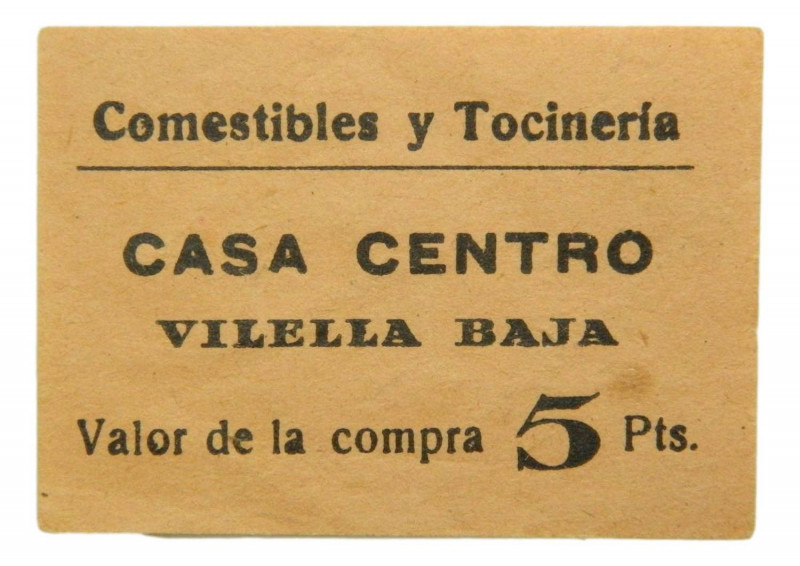 Comestibles y Tocinería
CASA CENTRO
VILELLA BAJA
Valor de la compra 5 Pts.